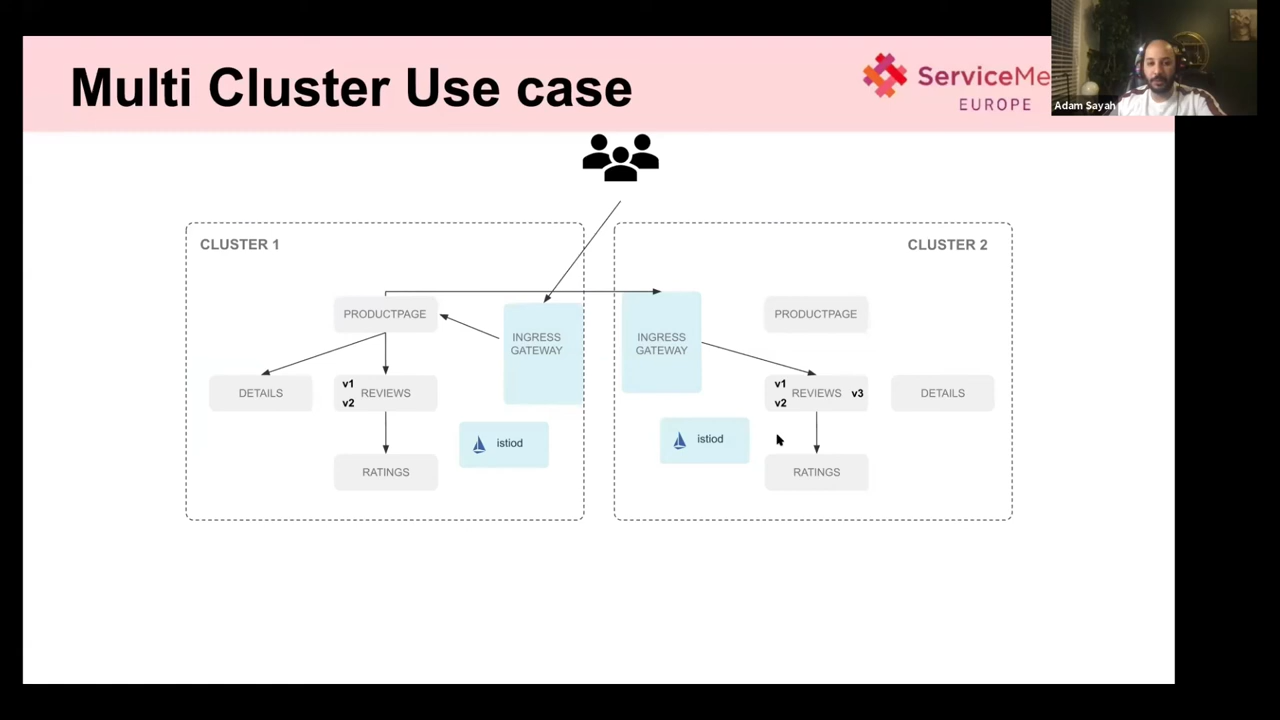 Multi Cluster Use case
ServiceMe
EUROPE
Adam Sayah
CLUSTER 1
CLUSTER 2
PRODUCTPAGE
INGRESS
GATEWAY
INGRESS
GATEWAY
PRODUCTPAGE
DETAILS
v1
v2
REVIEWS
v1
v2
REVIEWS
v3
DETAILS
istiod
istiod
RATINGS
RATINGS